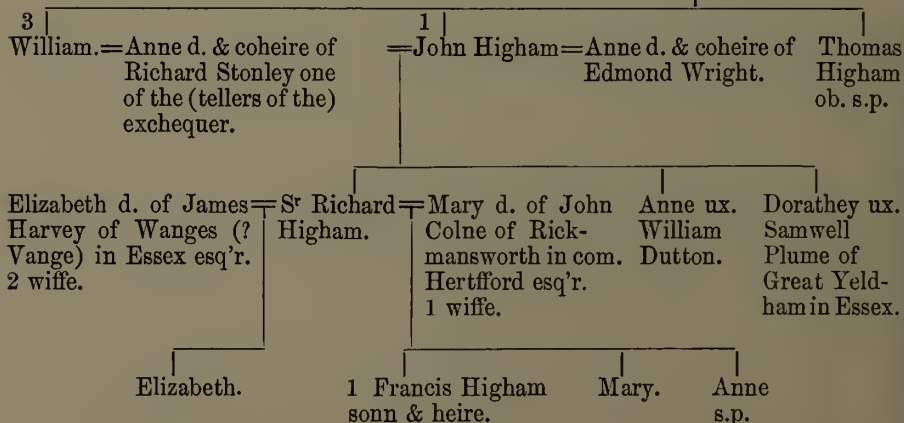 3
William.=Anne d. & coheire of
Richard Stonley one
of the (tellers of the)
exchequer.
1
=John Higham=Anne d. & coheire of
Edmond Wright.
Thomas
Higham
ob. s.p.
Elizabeth d. of James
Harvey of Wanges (?
Vange) in Essex esq'r.
2 wiffe.
=Sʳ Richard=
Higham.
Mary d. of John
Colne of Rick-
mansworth in com.
Hertfford esq'r.
1 wiffe.
Anne ux.
William
Dutton.
Dorathey ux.
Samwell
Plume of
Great Yeld-
ham in Essex.
Elizabeth.
1 Francis Higham
sonn & heire.
Mary.
Anne
s.p.